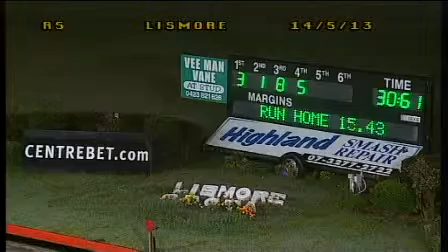 R5 LISMORE 14/5/13
VEE MAN
VANE
AT STUD
1ST 2ND 3RD 4TH 5TH 6TH
3 1 8 5
TIME
30:61
MARGINS
RUN HOME 15.43
Highland SMASH
REPAIR
CENTREBET.com
LISMORE